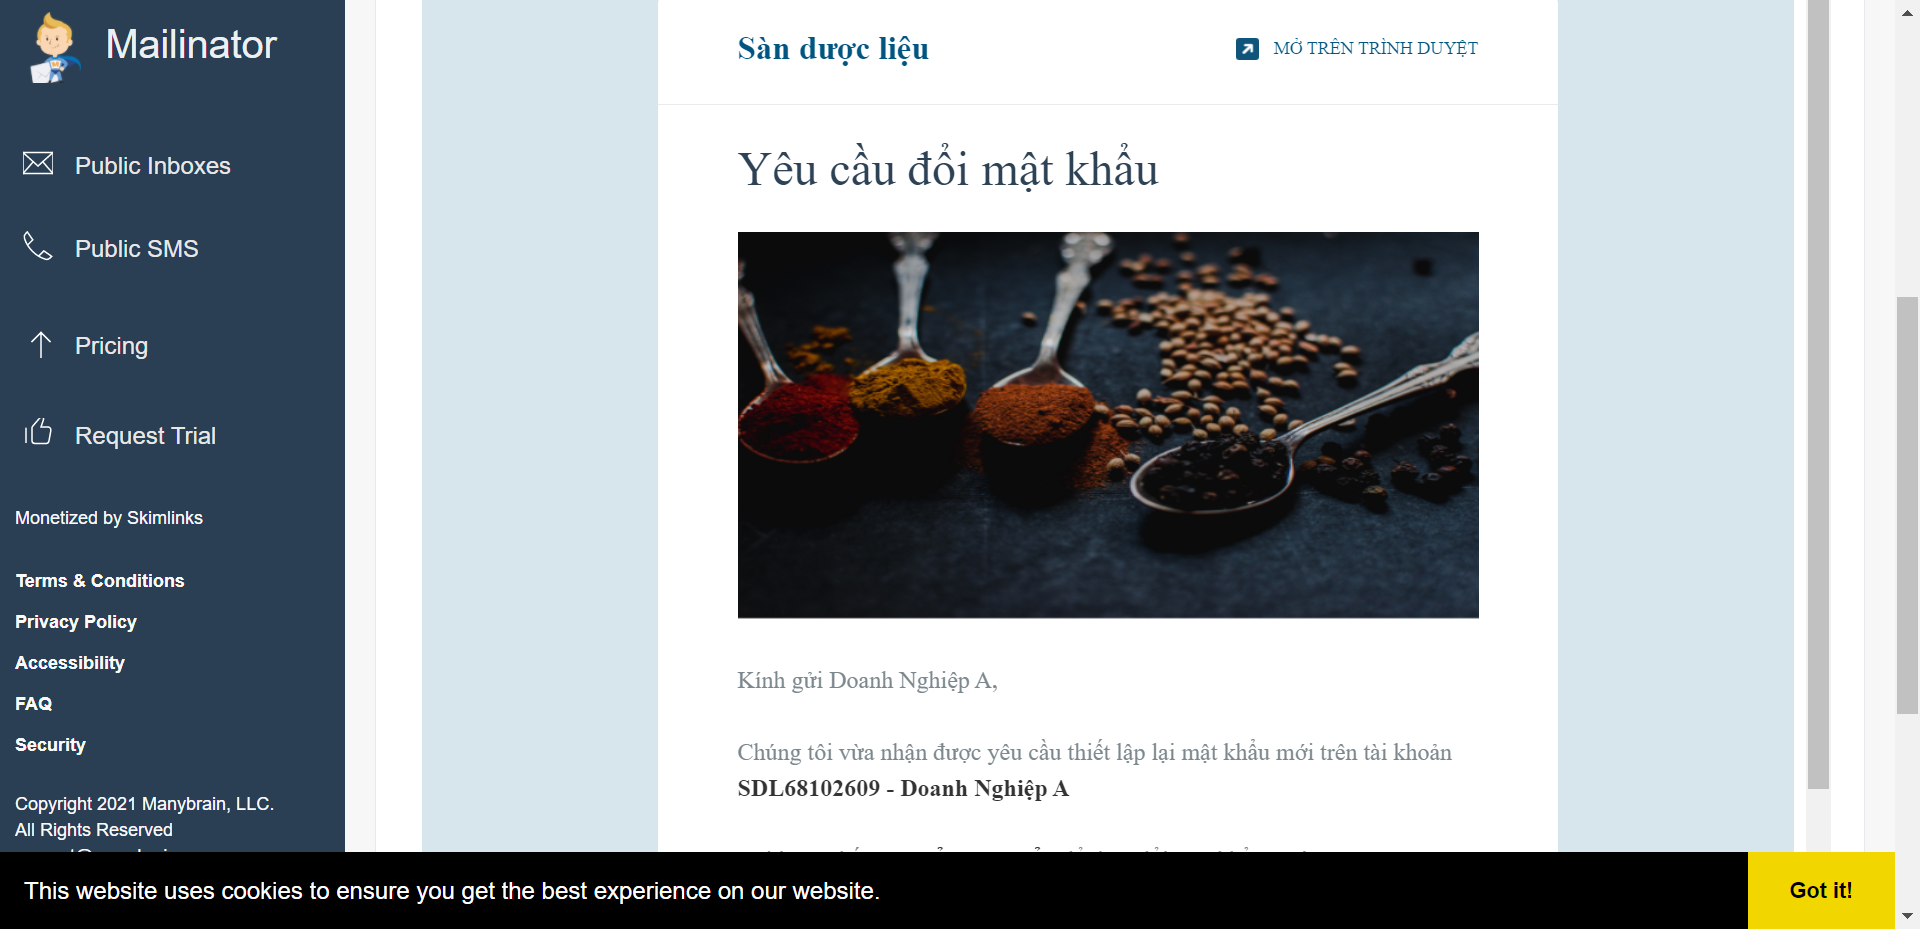 Mailinator
Public Inboxes
Public SMS
Pricing
Request Trial
Monetized by Skimlinks
Terms & Conditions
Privacy Policy
Accessibility
FAQ
Security
Copyright 2021 Manybrain, LLC.
All Rights Reserved
Sàn dược liệu
MỞ TRÊN TRÌNH DUYỆT
Yêu cầu đổi mật khẩu
Kính gửi Doanh Nghiệp A,
Chúng tôi vừa nhận được yêu cầu thiết lập lại mật khẩu mới trên tài khoản
SDL68102609 - Doanh Nghiệp A
This website uses cookies to ensure you get the best experience on our website.
Got it!